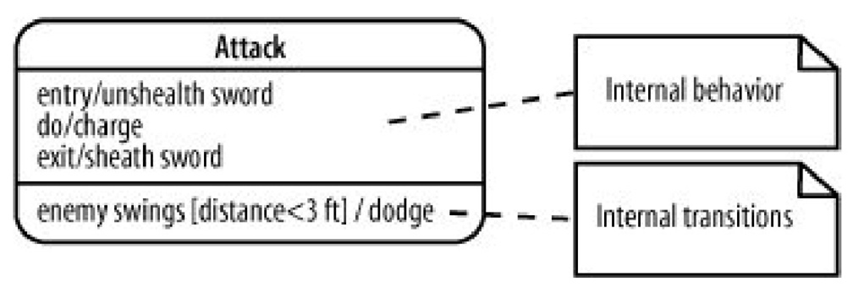 Attack
entry/unshealth sword
do/charge
exit/sheath sword
enemy swings [distance<3 ft] / dodge
Internal behavior
Internal transitions